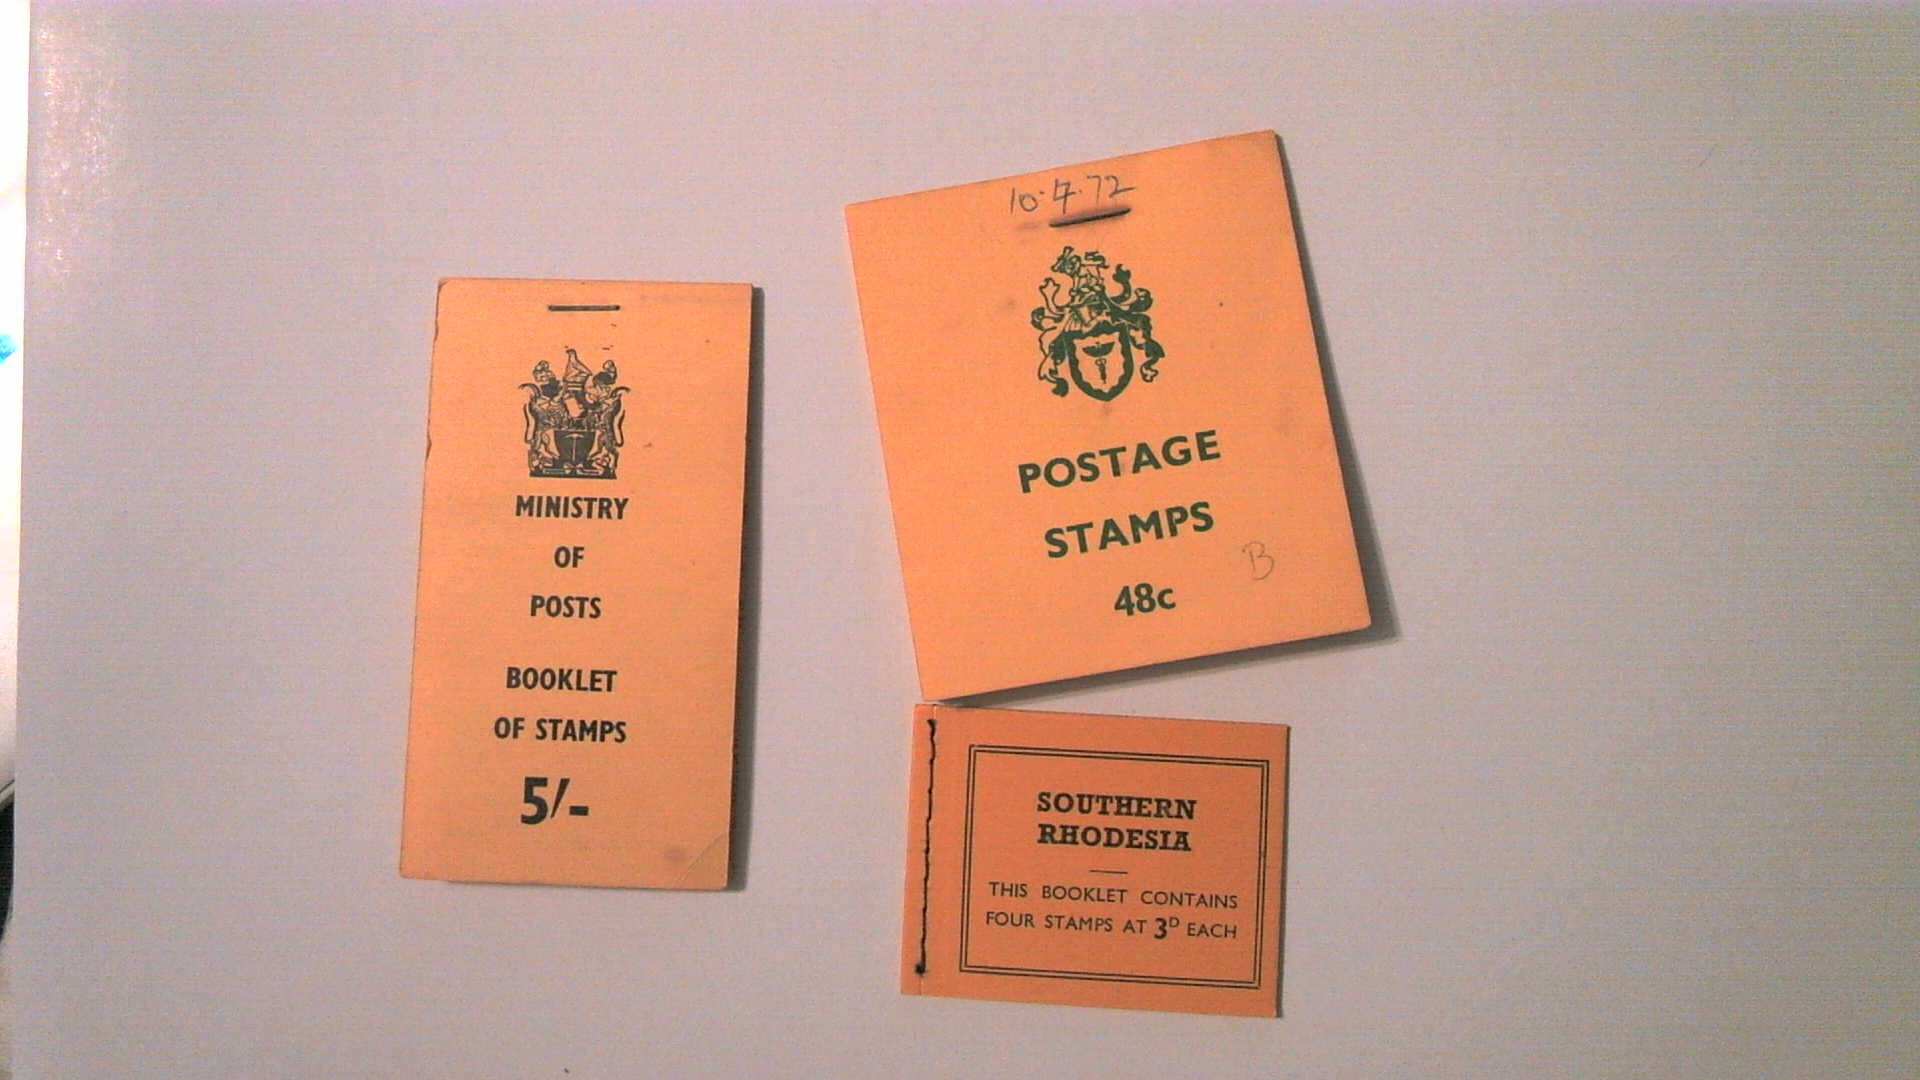 MINISTRY
OF
POSTS
BOOKLET
OF STAMPS
5/-
10.4.72
POSTAGE
STAMPS
48c
B
SOUTHERN
RHODESIA
THIS BOOKLET CONTAINS
FOUR STAMPS AT 3D EACH